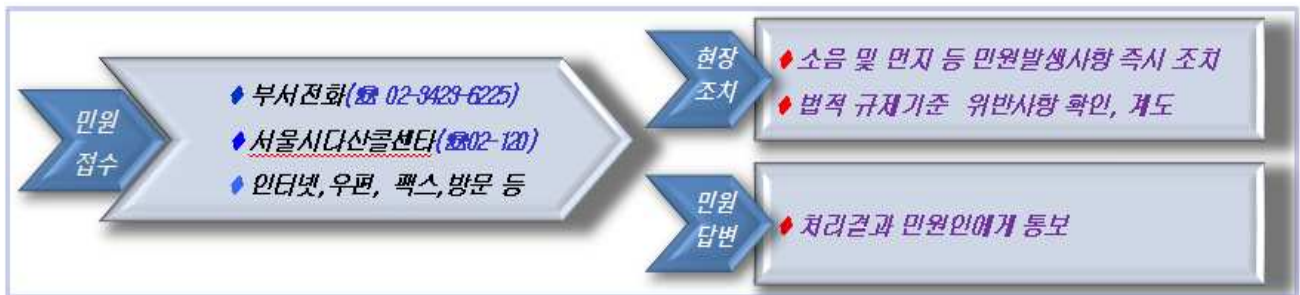 민원
접수
♦ 부서전화(☎ 02-3423-6225)
♦ 서울시다산콜센타(☎02-120)
♦ 인터넷,우편, 팩스,방문 등
현장
조치
♦ 소음 및 먼지 등 민원발생사항 즉시 조치
♦ 법적 규제기준 위반사항 확인, 계도
민원
답변
♦ 처리결과 민원인에게 통보